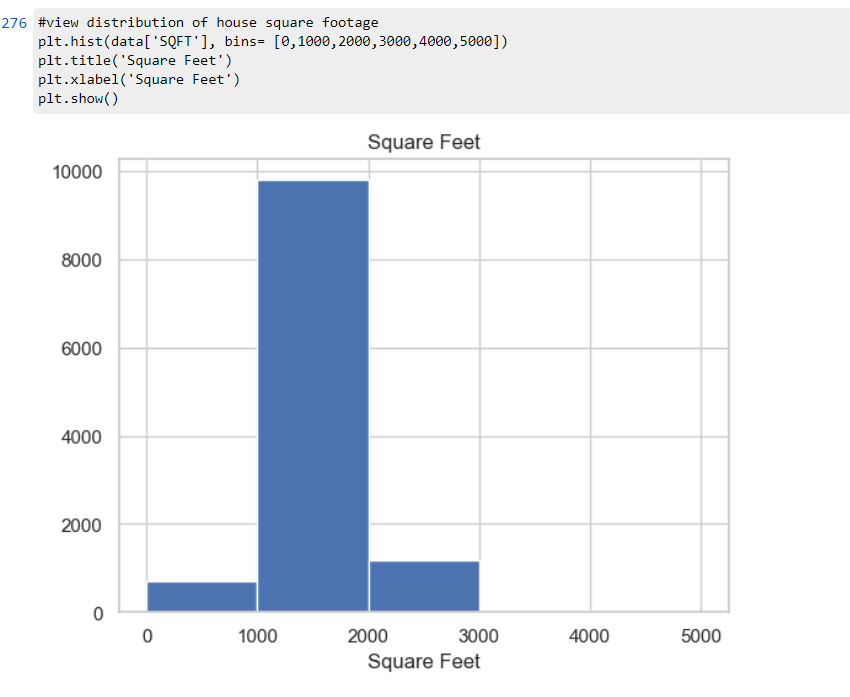 276 #view distribution of house square footage
plt.hist(data['SQFT'], bins= [0,1000,2000,3000,4000,5000])
plt.title('Square Feet')
plt.xlabel('Square Feet')
plt.show()
Square Feet
10000
8000
6000
4000
2000
0
0 1000 2000 3000 4000 5000
Square Feet